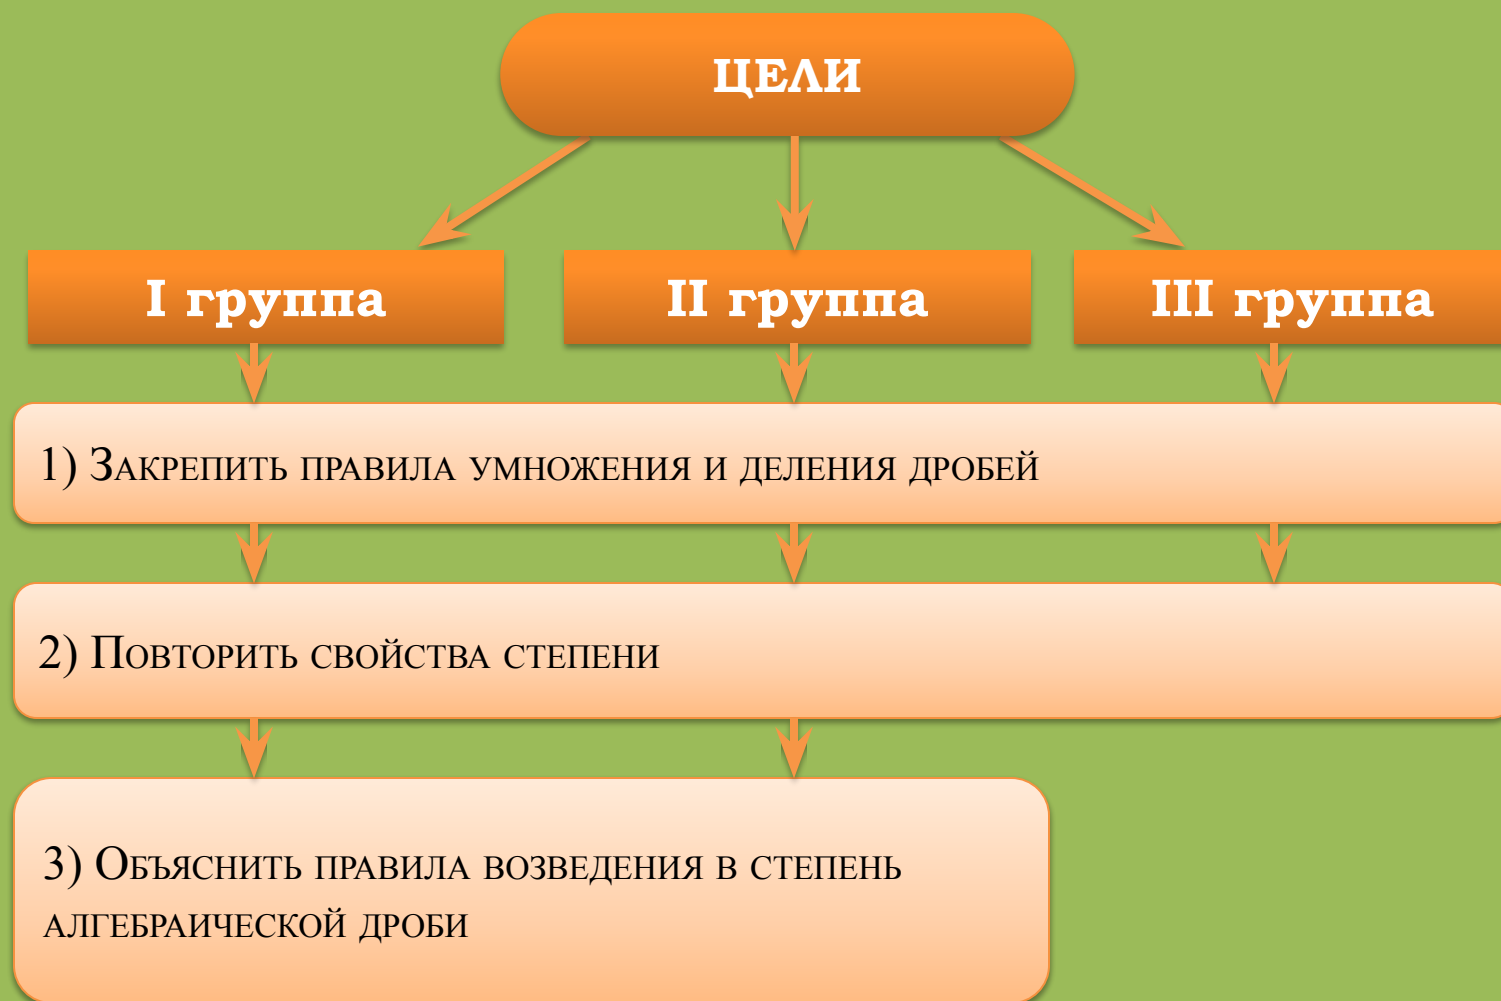 ЦЕЛИ
I группа
II группа
III группа
1) Закрепить правила умножения и деления дробей
2) Повторить свойства степени
3) Объяснить правила возведения в степень
алгебраической дроби